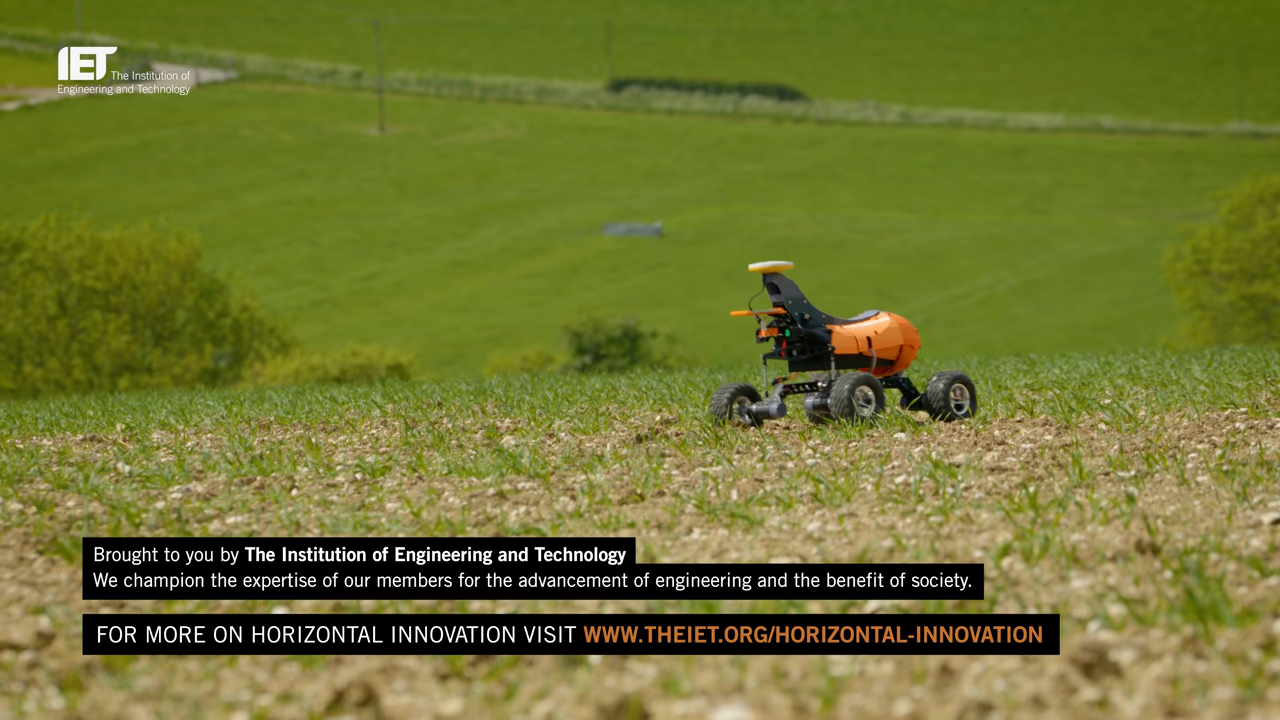 IET The Institution of
Engineering and Technology
Brought to you by The Institution of Engineering and Technology
We champion the expertise of our members for the advancement of engineering and the benefit of society.
FOR MORE ON HORIZONTAL INNOVATION VISIT WWW.THEIET.ORG/HORIZONTAL-INNOVATION